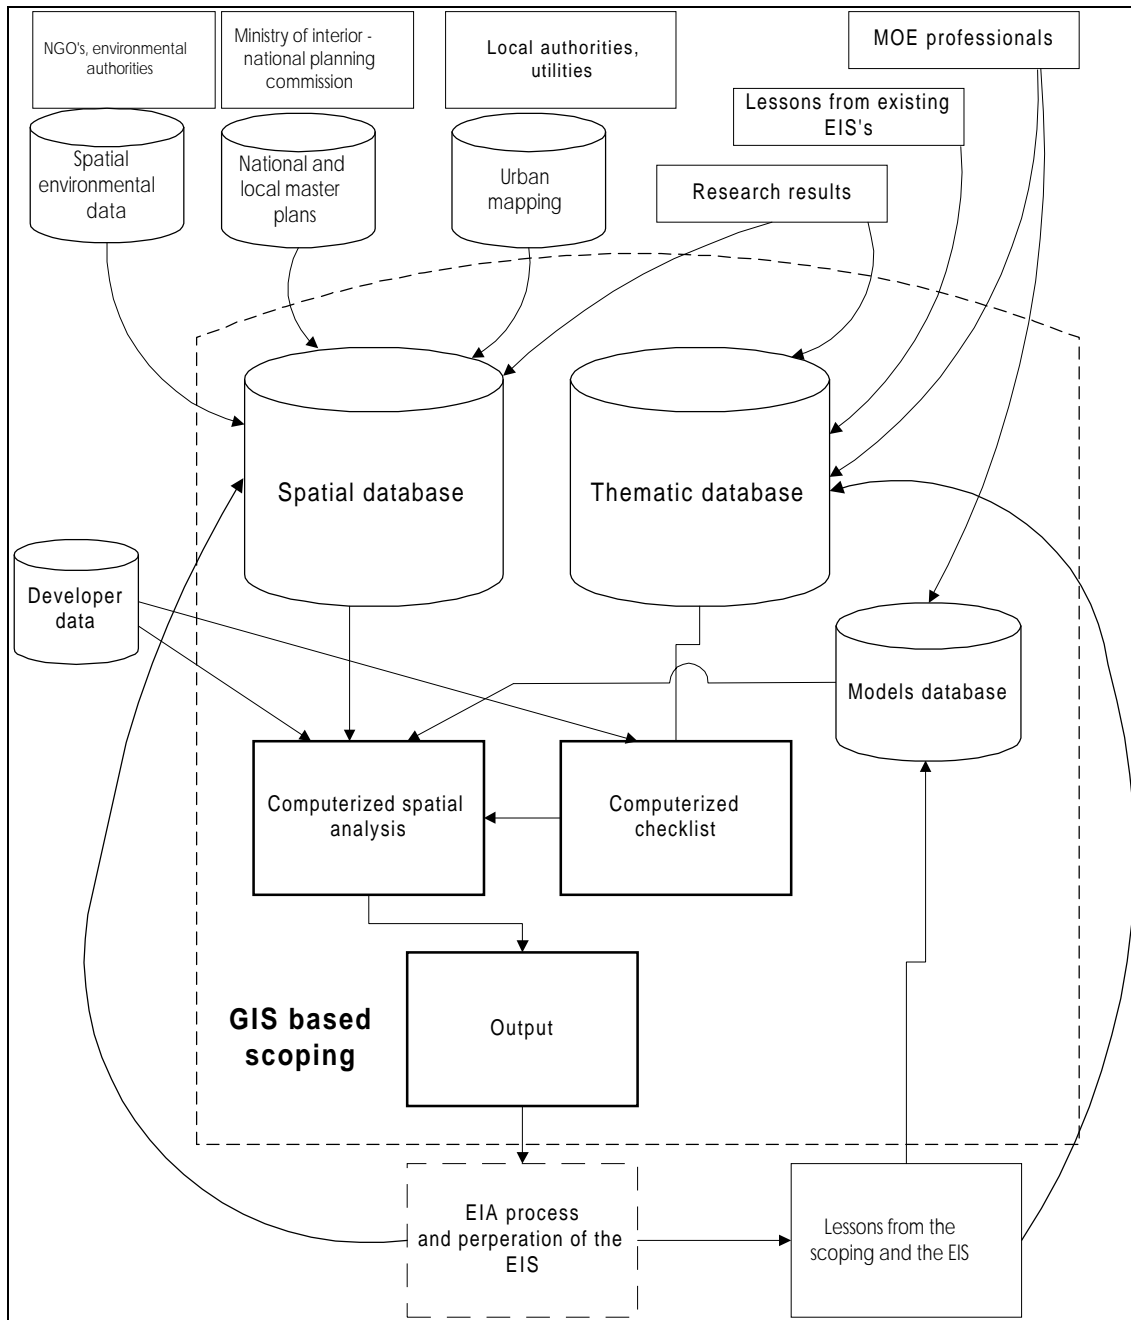 NGO's, environmental
authorities
Ministry of interior -
national planning
commission
Local authorities,
utilities
MOE professionals
Lessons from existing
EIS's
Research results
Spatial
environmental
data
National and
local master
plans
Urban
mapping
Spatial database
Thematic database
Developer
data
Models database
Computerized spatial
analysis
Computerized
checklist
GIS based
scoping
Output
EIA process
and perperation of the
EIS
Lessons from the
scoping and the EIS